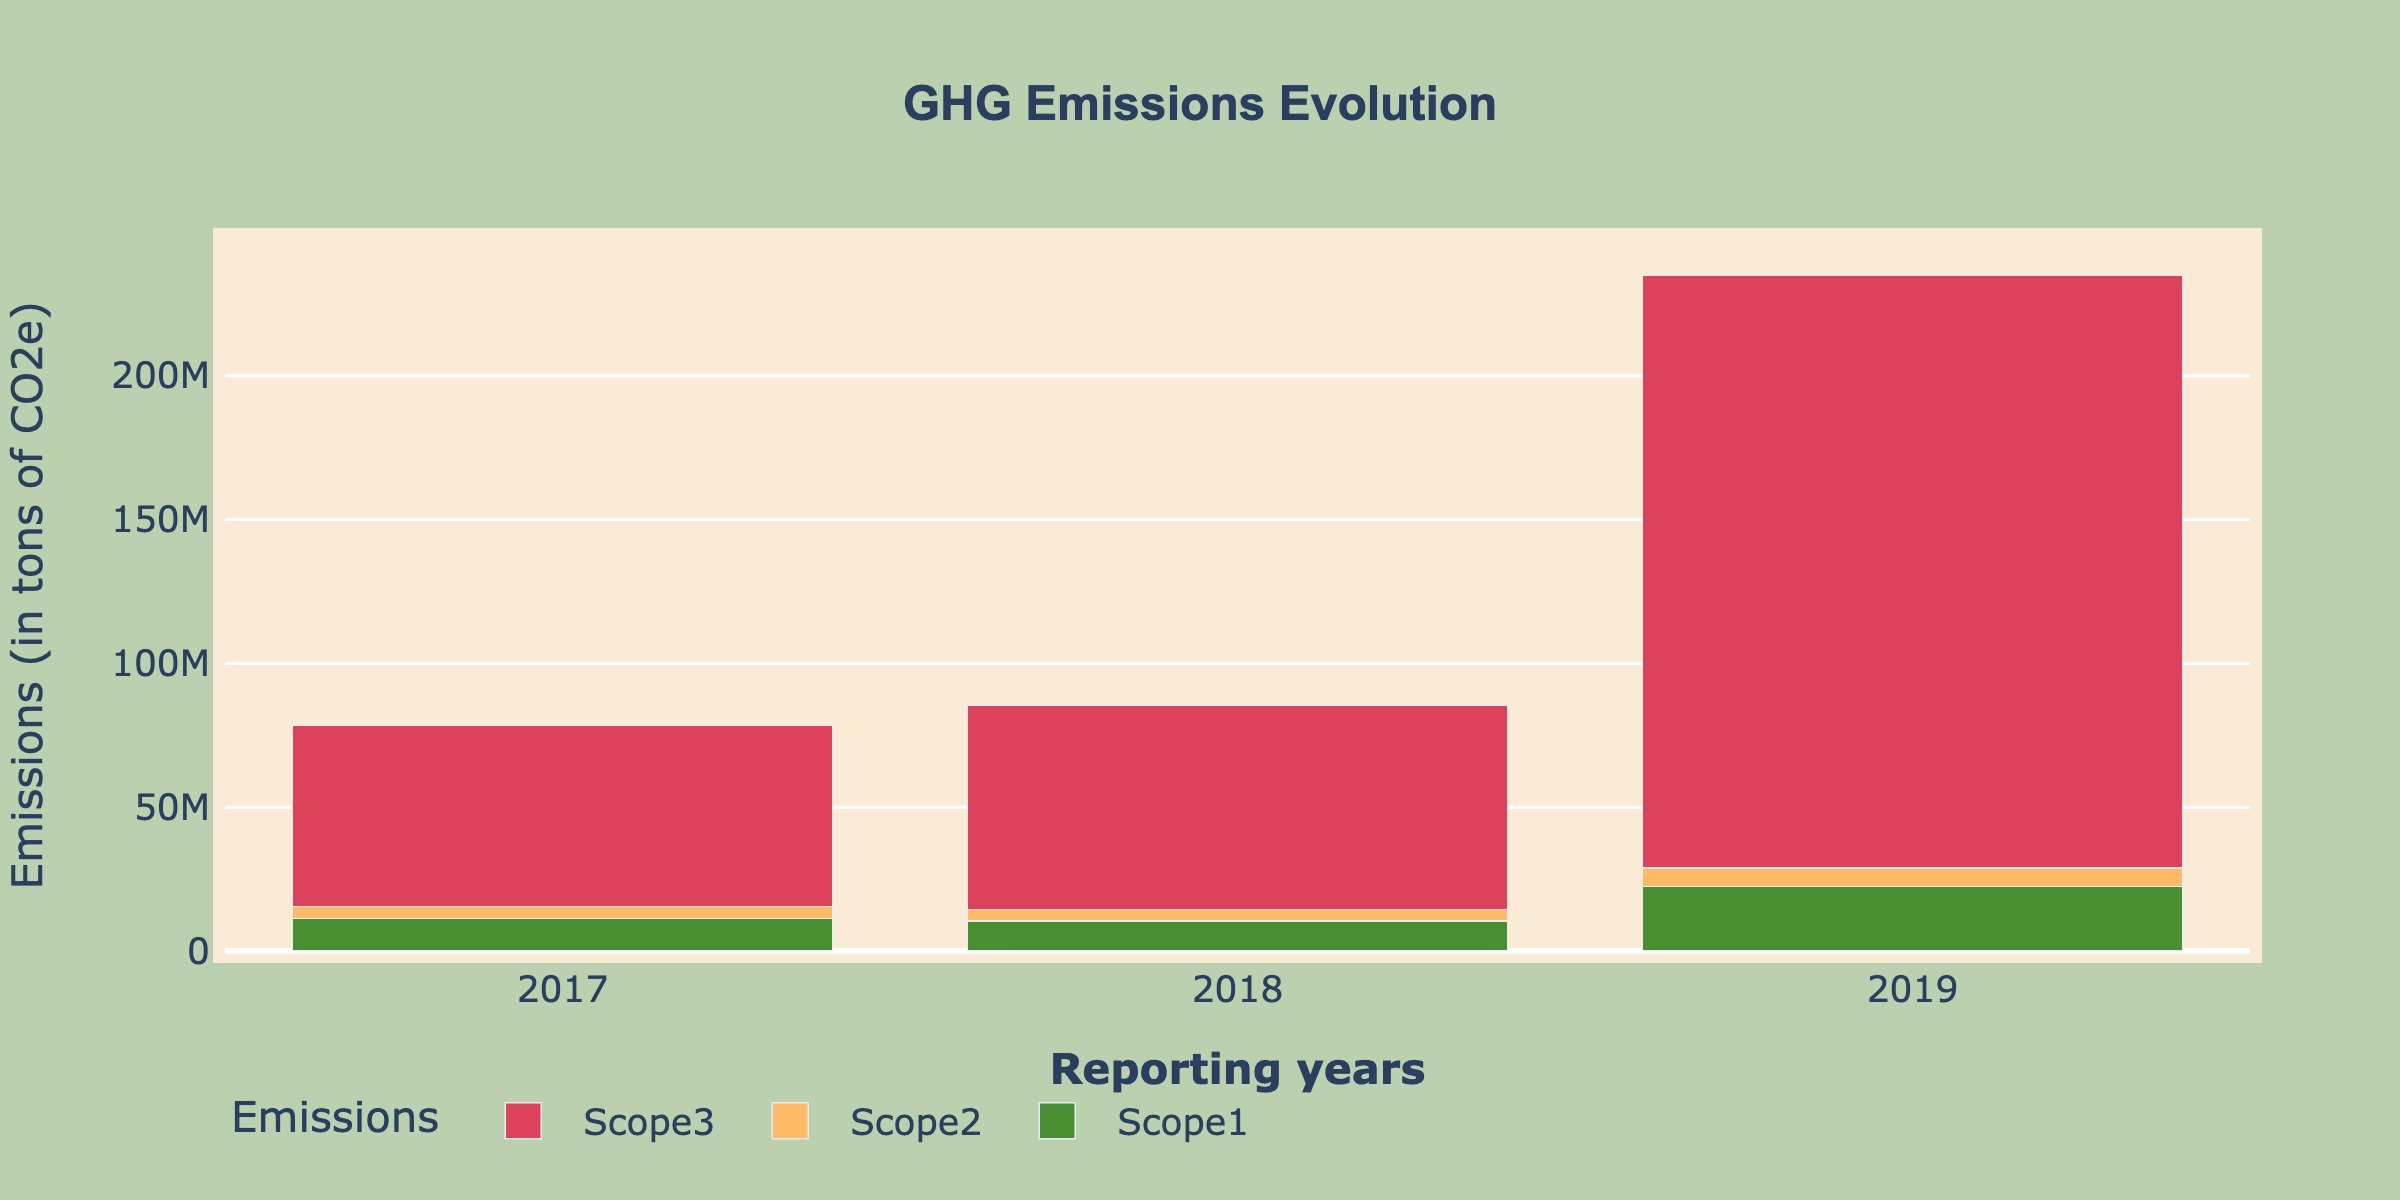 GHG Emissions Evolution
Emissions (in tons of CO2e)
200M
150M
100M
50M
0
2017 2018 2019
Reporting years
Emissions Scope3 Scope2 Scope1